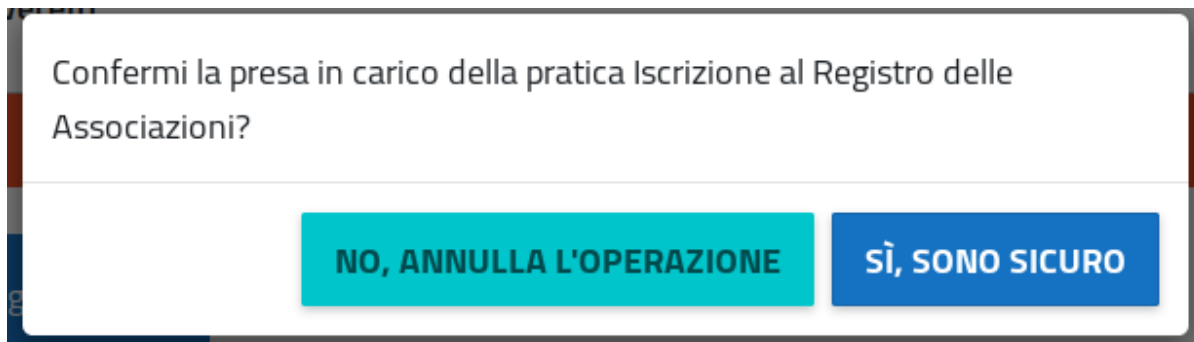 Confermi la presa in carico della pratica Iscrizione al Registro delle
Associazioni?
NO, ANNULLA L'OPERAZIONE
SÌ, SONO SICURO